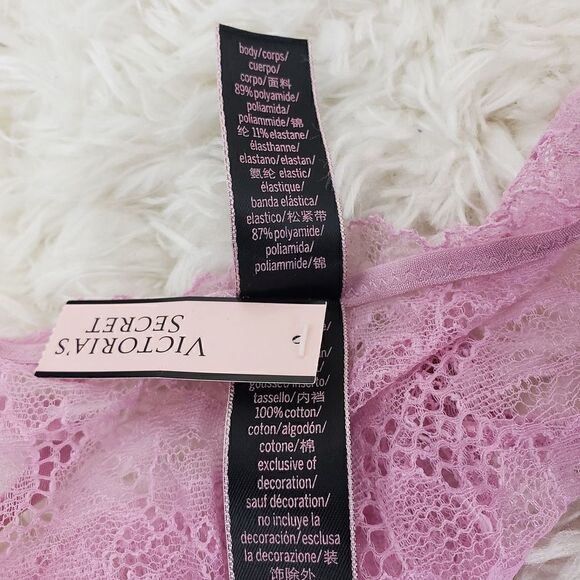 body/corps/
cuerpo/
corpo/面料
89% polyamide/
poliamida/
poliammide/锦
纶 11% elastane/
élasthanne/
elastano/elastan/
氨纶 elastic/
élastique/
banda elástica/
elastico/松紧带
87% polyamide/
poliamida/
poliammide/锦
VICTORIA'S
SECRET
gousset/inserto/
tassello/内裆
100% cotton/
coton/algodón/
cotone/棉
exclusive of
decoration/
sauf décoration/
no incluye la
decoración/esclusa
la decorazione/装
饰除外